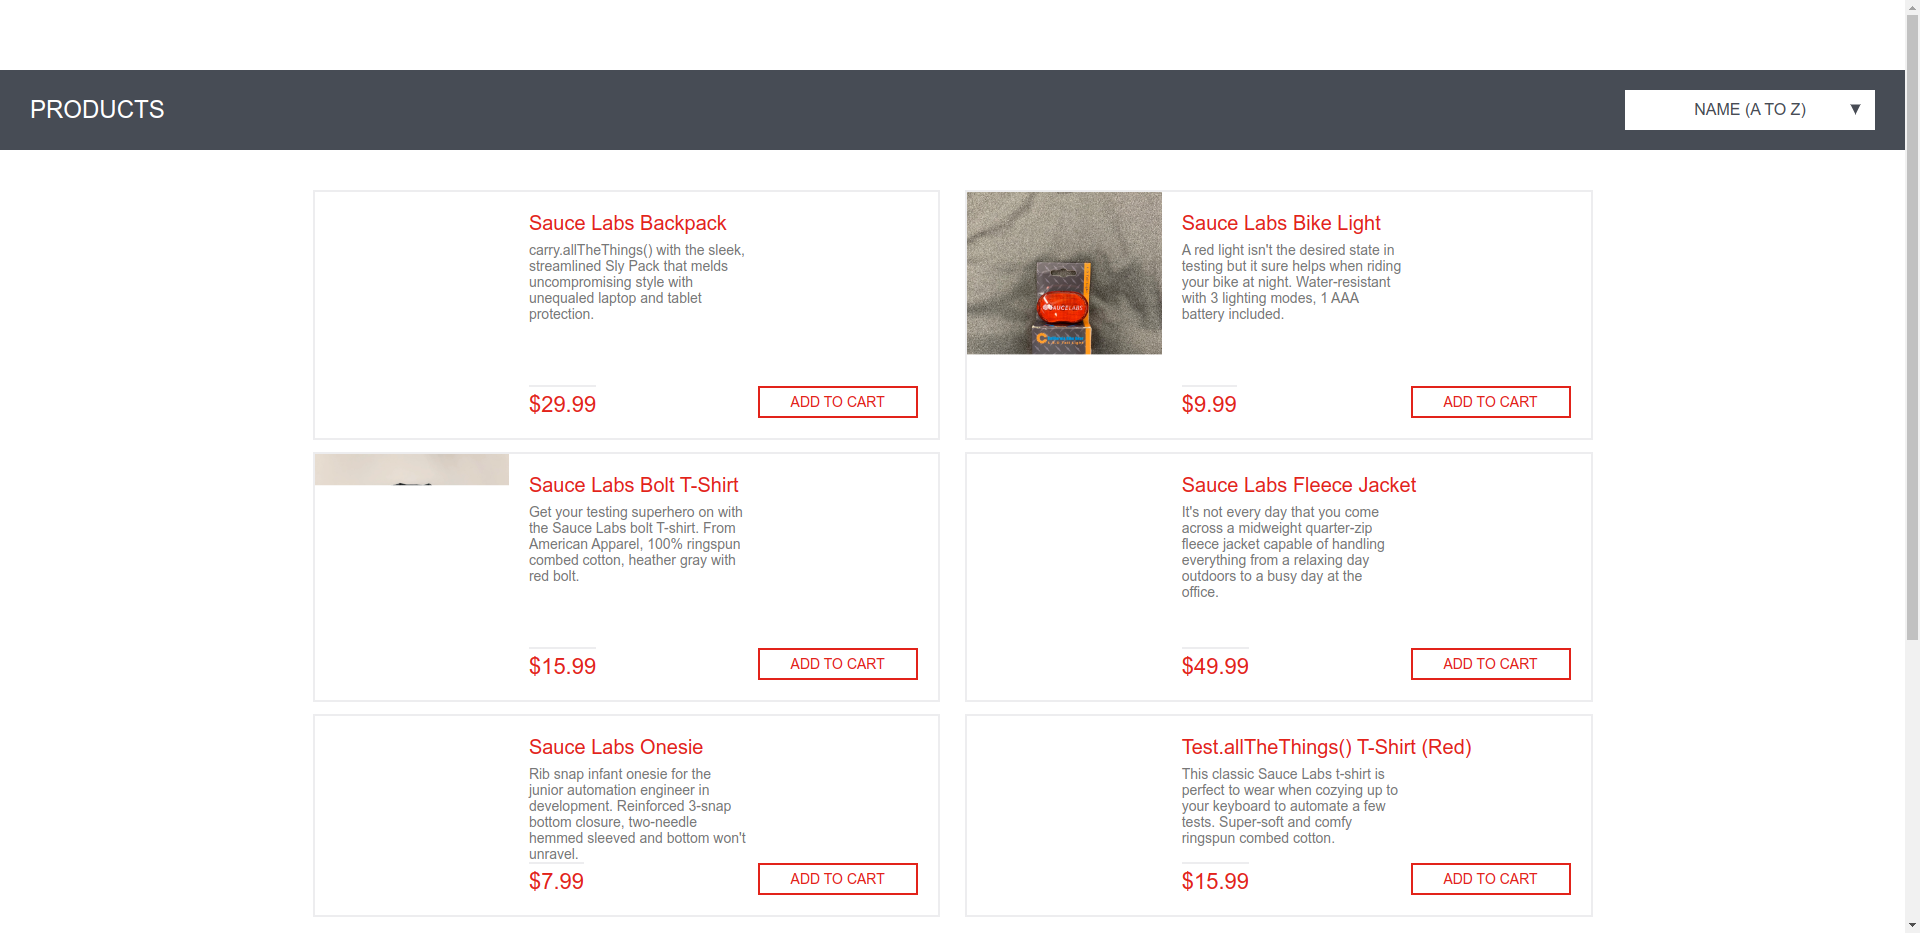 PRODUCTS
NAME (A TO Z)
Sauce Labs Backpack
carry.allTheThings() with the sleek,
streamlined Sly Pack that melds
uncompromising style with
unequaled laptop and tablet
protection.
$29.99
ADD TO CART
SAUCELABS
Sauce Labs Bike Light
A red light isn't the desired state in
testing but it sure helps when riding
your bike at night. Water-resistant
with 3 lighting modes, 1 AAA
battery included.
$9.99
ADD TO CART
Sauce Labs Bolt T-Shirt
Get your testing superhero on with
the Sauce Labs bolt T-shirt. From
American Apparel, 100% ringspun
combed cotton, heather gray with
red bolt.
$15.99
ADD TO CART
Sauce Labs Fleece Jacket
It's not every day that you come
across a midweight quarter-zip
fleece jacket capable of handling
everything from a relaxing day
outdoors to a busy day at the
office.
$49.99
ADD TO CART
Sauce Labs Onesie
Rib snap infant onesie for the
junior automation engineer in
development. Reinforced 3-snap
bottom closure, two-needle
hemmed sleeved and bottom won't
unravel.
$7.99
ADD TO CART
Test.allTheThings() T-Shirt (Red)
This classic Sauce Labs t-shirt is
perfect to wear when cozying up to
your keyboard to automate a few
tests. Super-soft and comfy
ringspun combed cotton.
$15.99
ADD TO CART